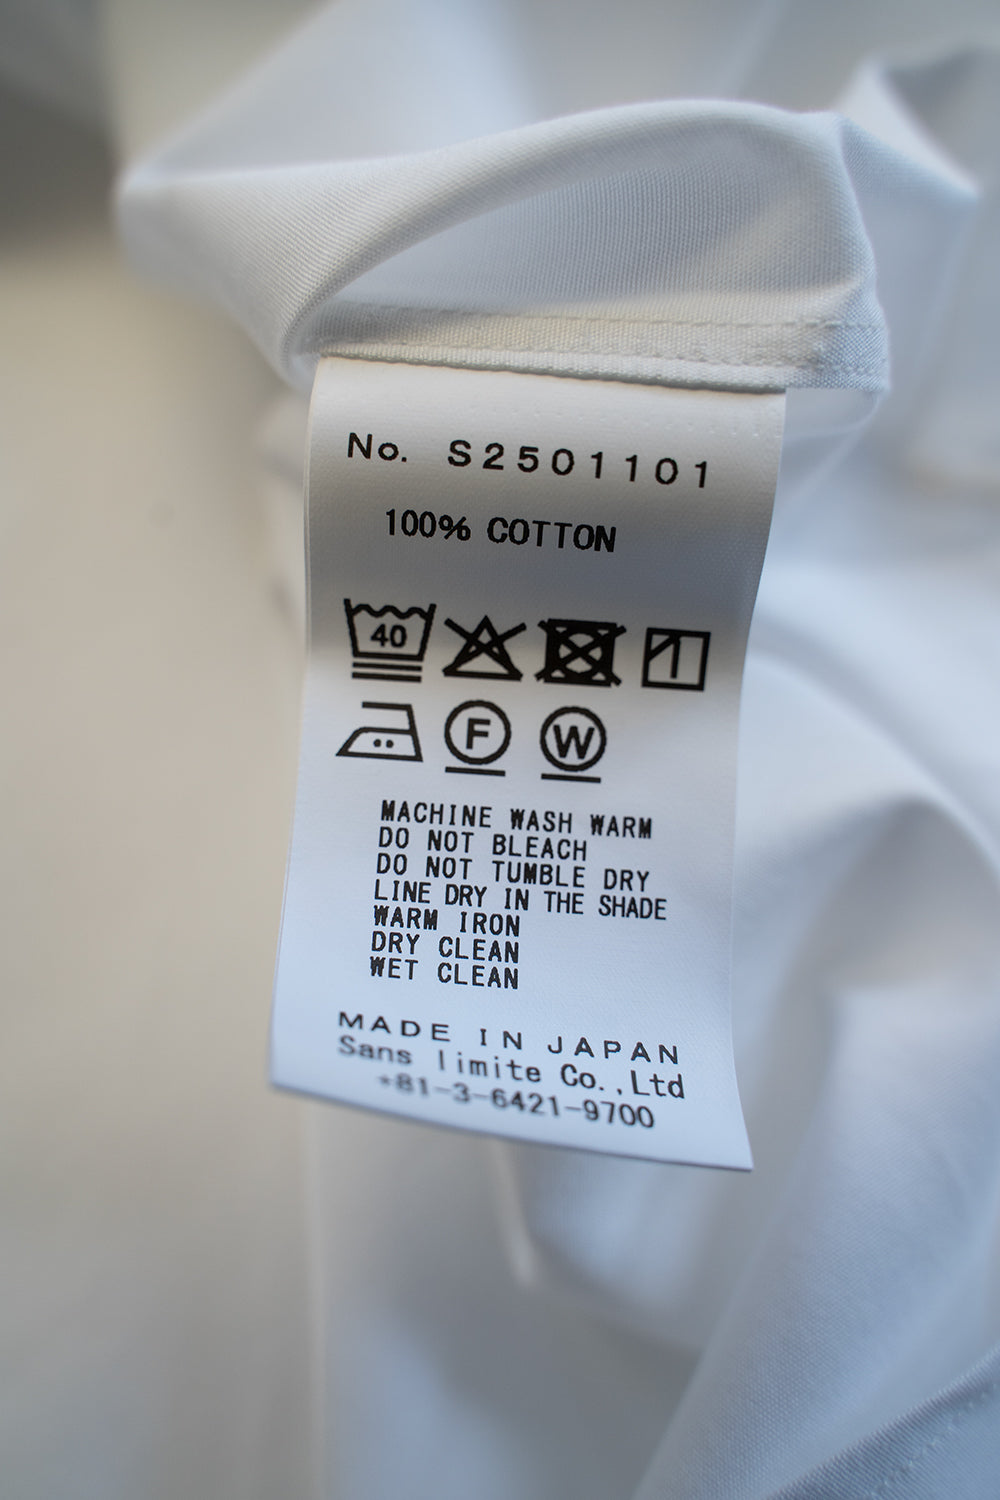 No. S2501101
100% COTTON
40
F W
MACHINE WASH WARM
DO NOT BLEACH
DO NOT TUMBLE DRY
LINE DRY IN THE SHADE
WARM IRON
DRY CLEAN
WET CLEAN
MADE IN JAPAN
Sans limite Co.,Ltd
+81-3-6421-9700